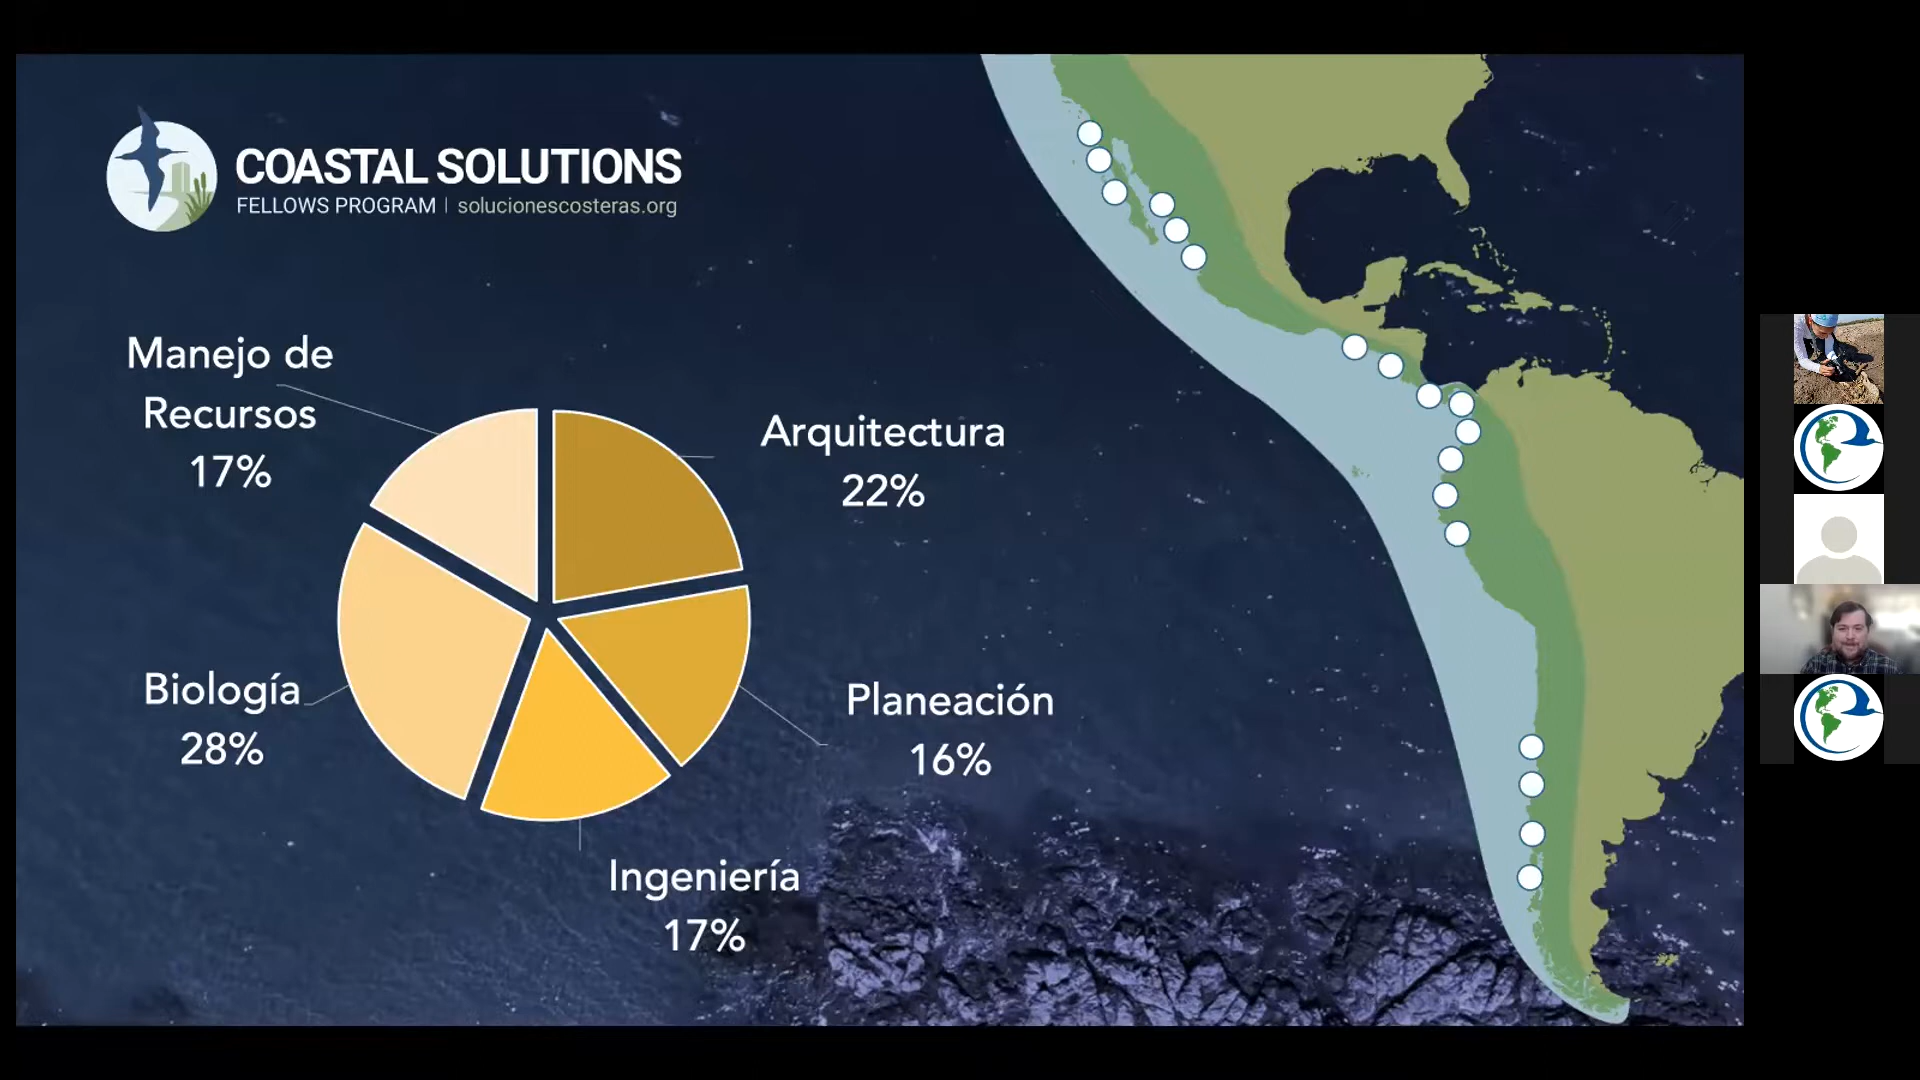 COASTAL SOLUTIONS
FELLOWS PROGRAM | solucionescosteras.org
Manejo de
Recursos
17%
Arquitectura
22%
Biología
28%
Planeación
16%
Ingeniería
17%